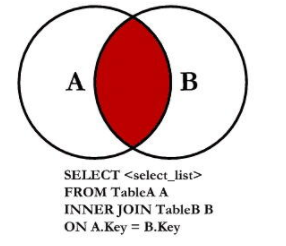 A B
SELECT <select_list>
FROM TableA A
INNER JOIN TableB B
ON A.Key = B.Key